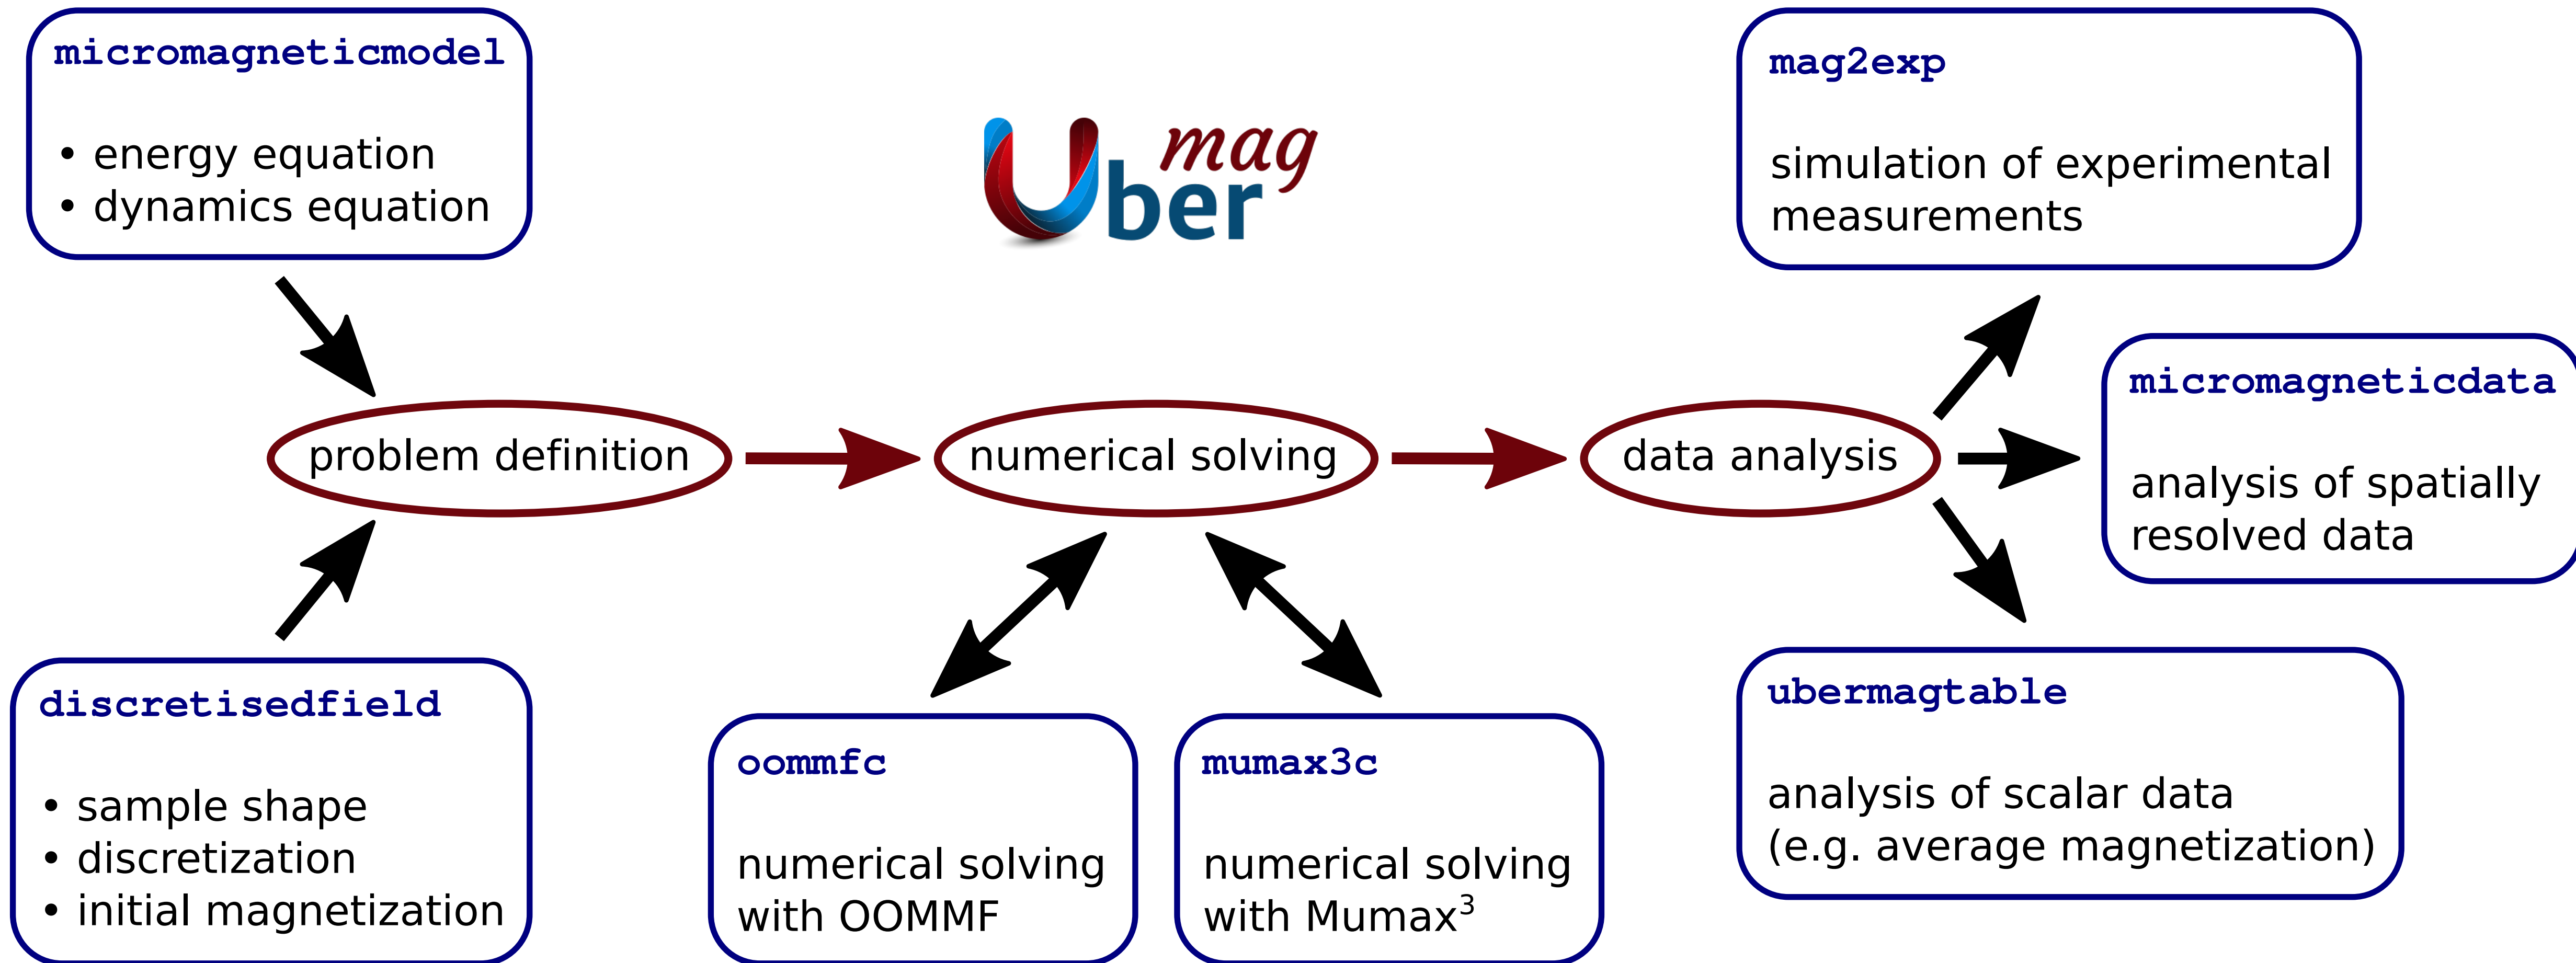 micromagneticmodel
• energy equation
• dynamics equation
Uber mag
mag2exp
simulation of experimental
measurements
problem definition
numerical solving
data analysis
micromagneticdata
analysis of spatially
resolved data
discretisedfield
• sample shape
• discretization
• initial magnetization
oommfc
numerical solving
with OOMMF
mumax3c
numerical solving
with Mumax³
ubermagtable
analysis of scalar data
(e.g. average magnetization)